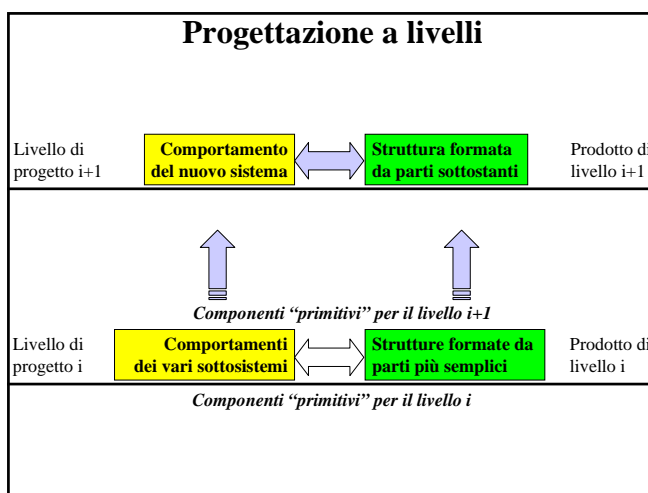 Progettazione a livelli
Livello di
progetto i+1
Comportamento
del nuovo sistema
Struttura formata
da parti sottostanti
Prodotto di
livello i+1
Componenti “primitivi” per il livello i+1
Livello di
progetto i
Comportamenti
dei vari sottosistemi
Strutture formate da
parti più semplici
Prodotto di
livello i
Componenti “primitivi” per il livello i